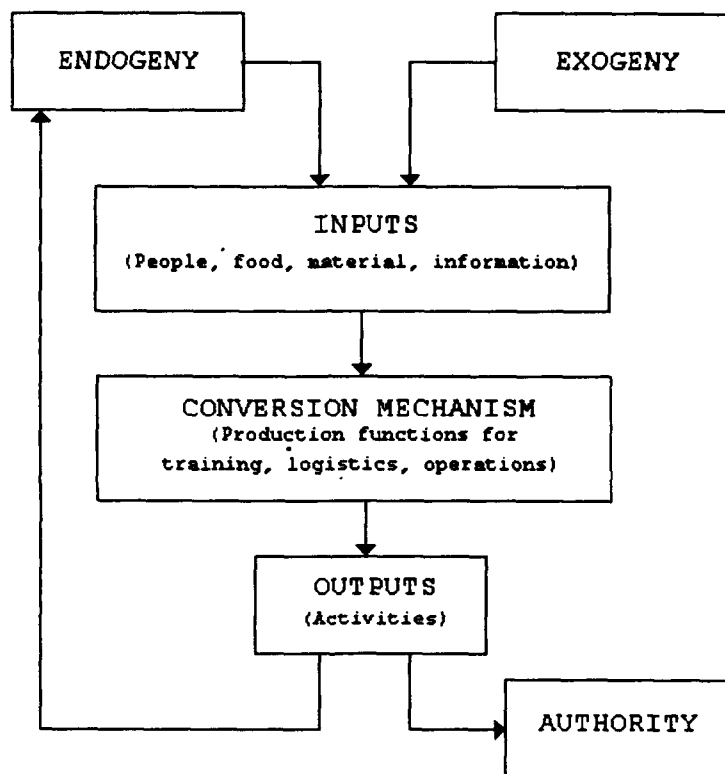 ENDOGENY
EXOGENY
INPUTS
(People, food, material, information)
CONVERSION MECHANISM
(Production functions for
training, logistics, operations)
OUTPUTS
(Activities)
AUTHORITY